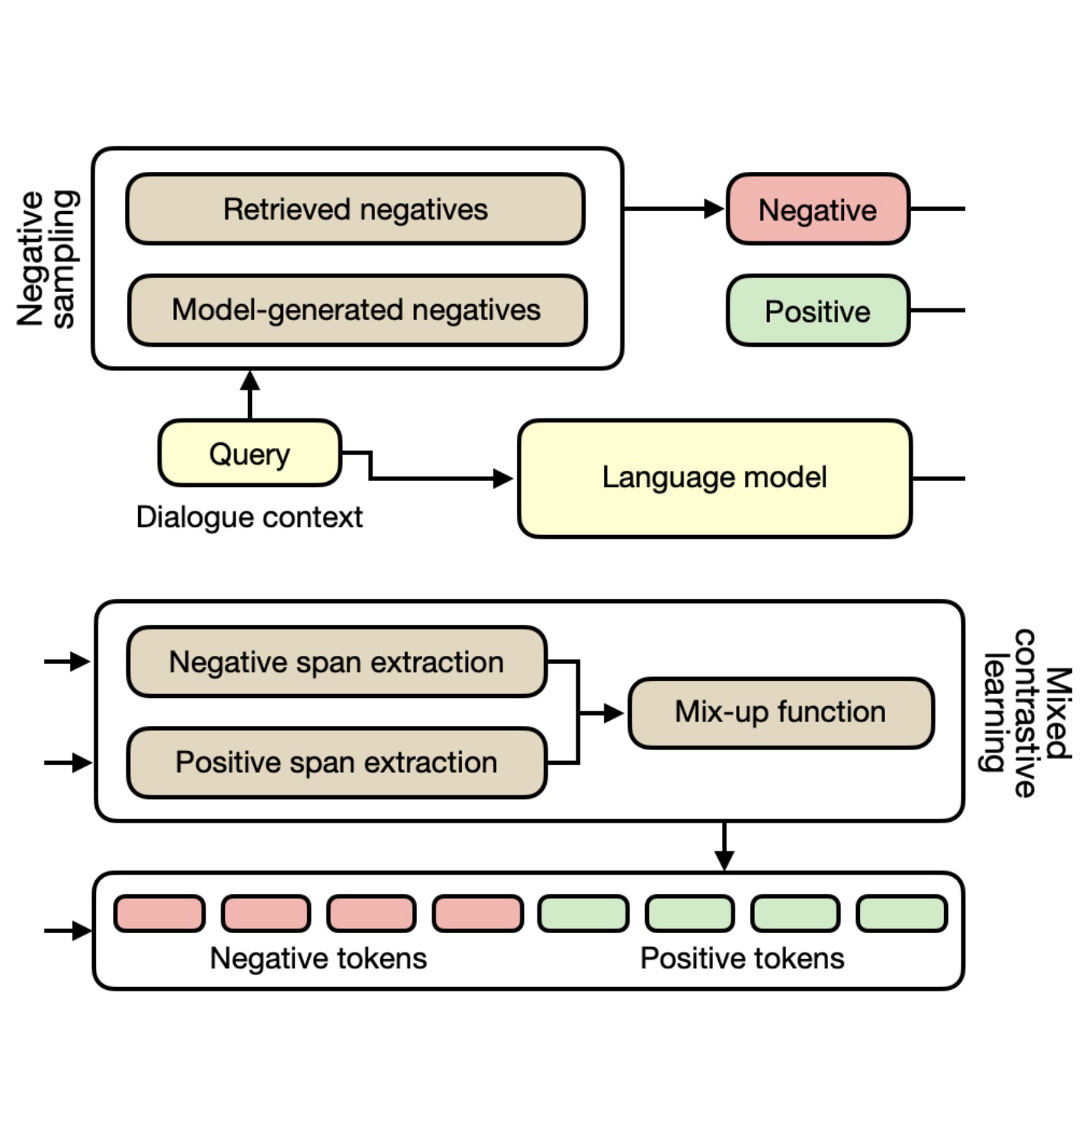 Negative
sampling
Retrieved negatives
Negative
Model-generated negatives
Positive
Query
Language model
Dialogue context
Negative span extraction
Mix-up function
Positive span extraction
Mixed
contrastive
learning
Negative tokens
Positive tokens